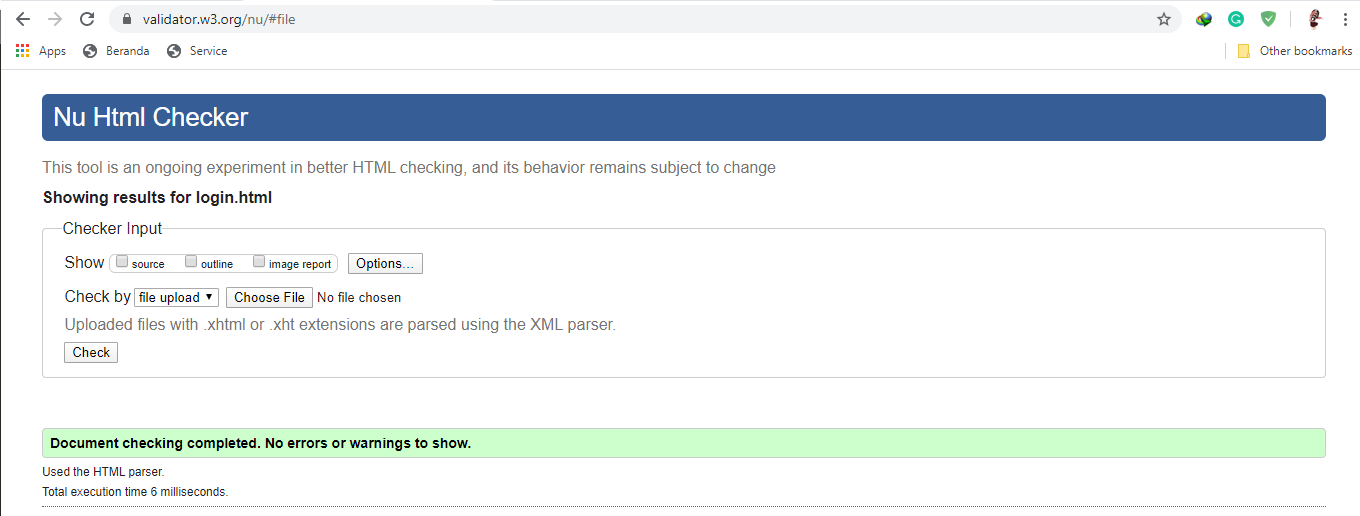 validator.w3.org/nu/#file
Apps Beranda Service Other bookmarks
Nu Html Checker
This tool is an ongoing experiment in better HTML checking, and its behavior remains subject to change
Showing results for login.html
Checker Input
Show source outline image report Options...
Check by file upload Choose File No file chosen
Uploaded files with .xhtml or .xht extensions are parsed using the XML parser.
Check
Document checking completed. No errors or warnings to show.
Used the HTML parser.
Total execution time 6 milliseconds.